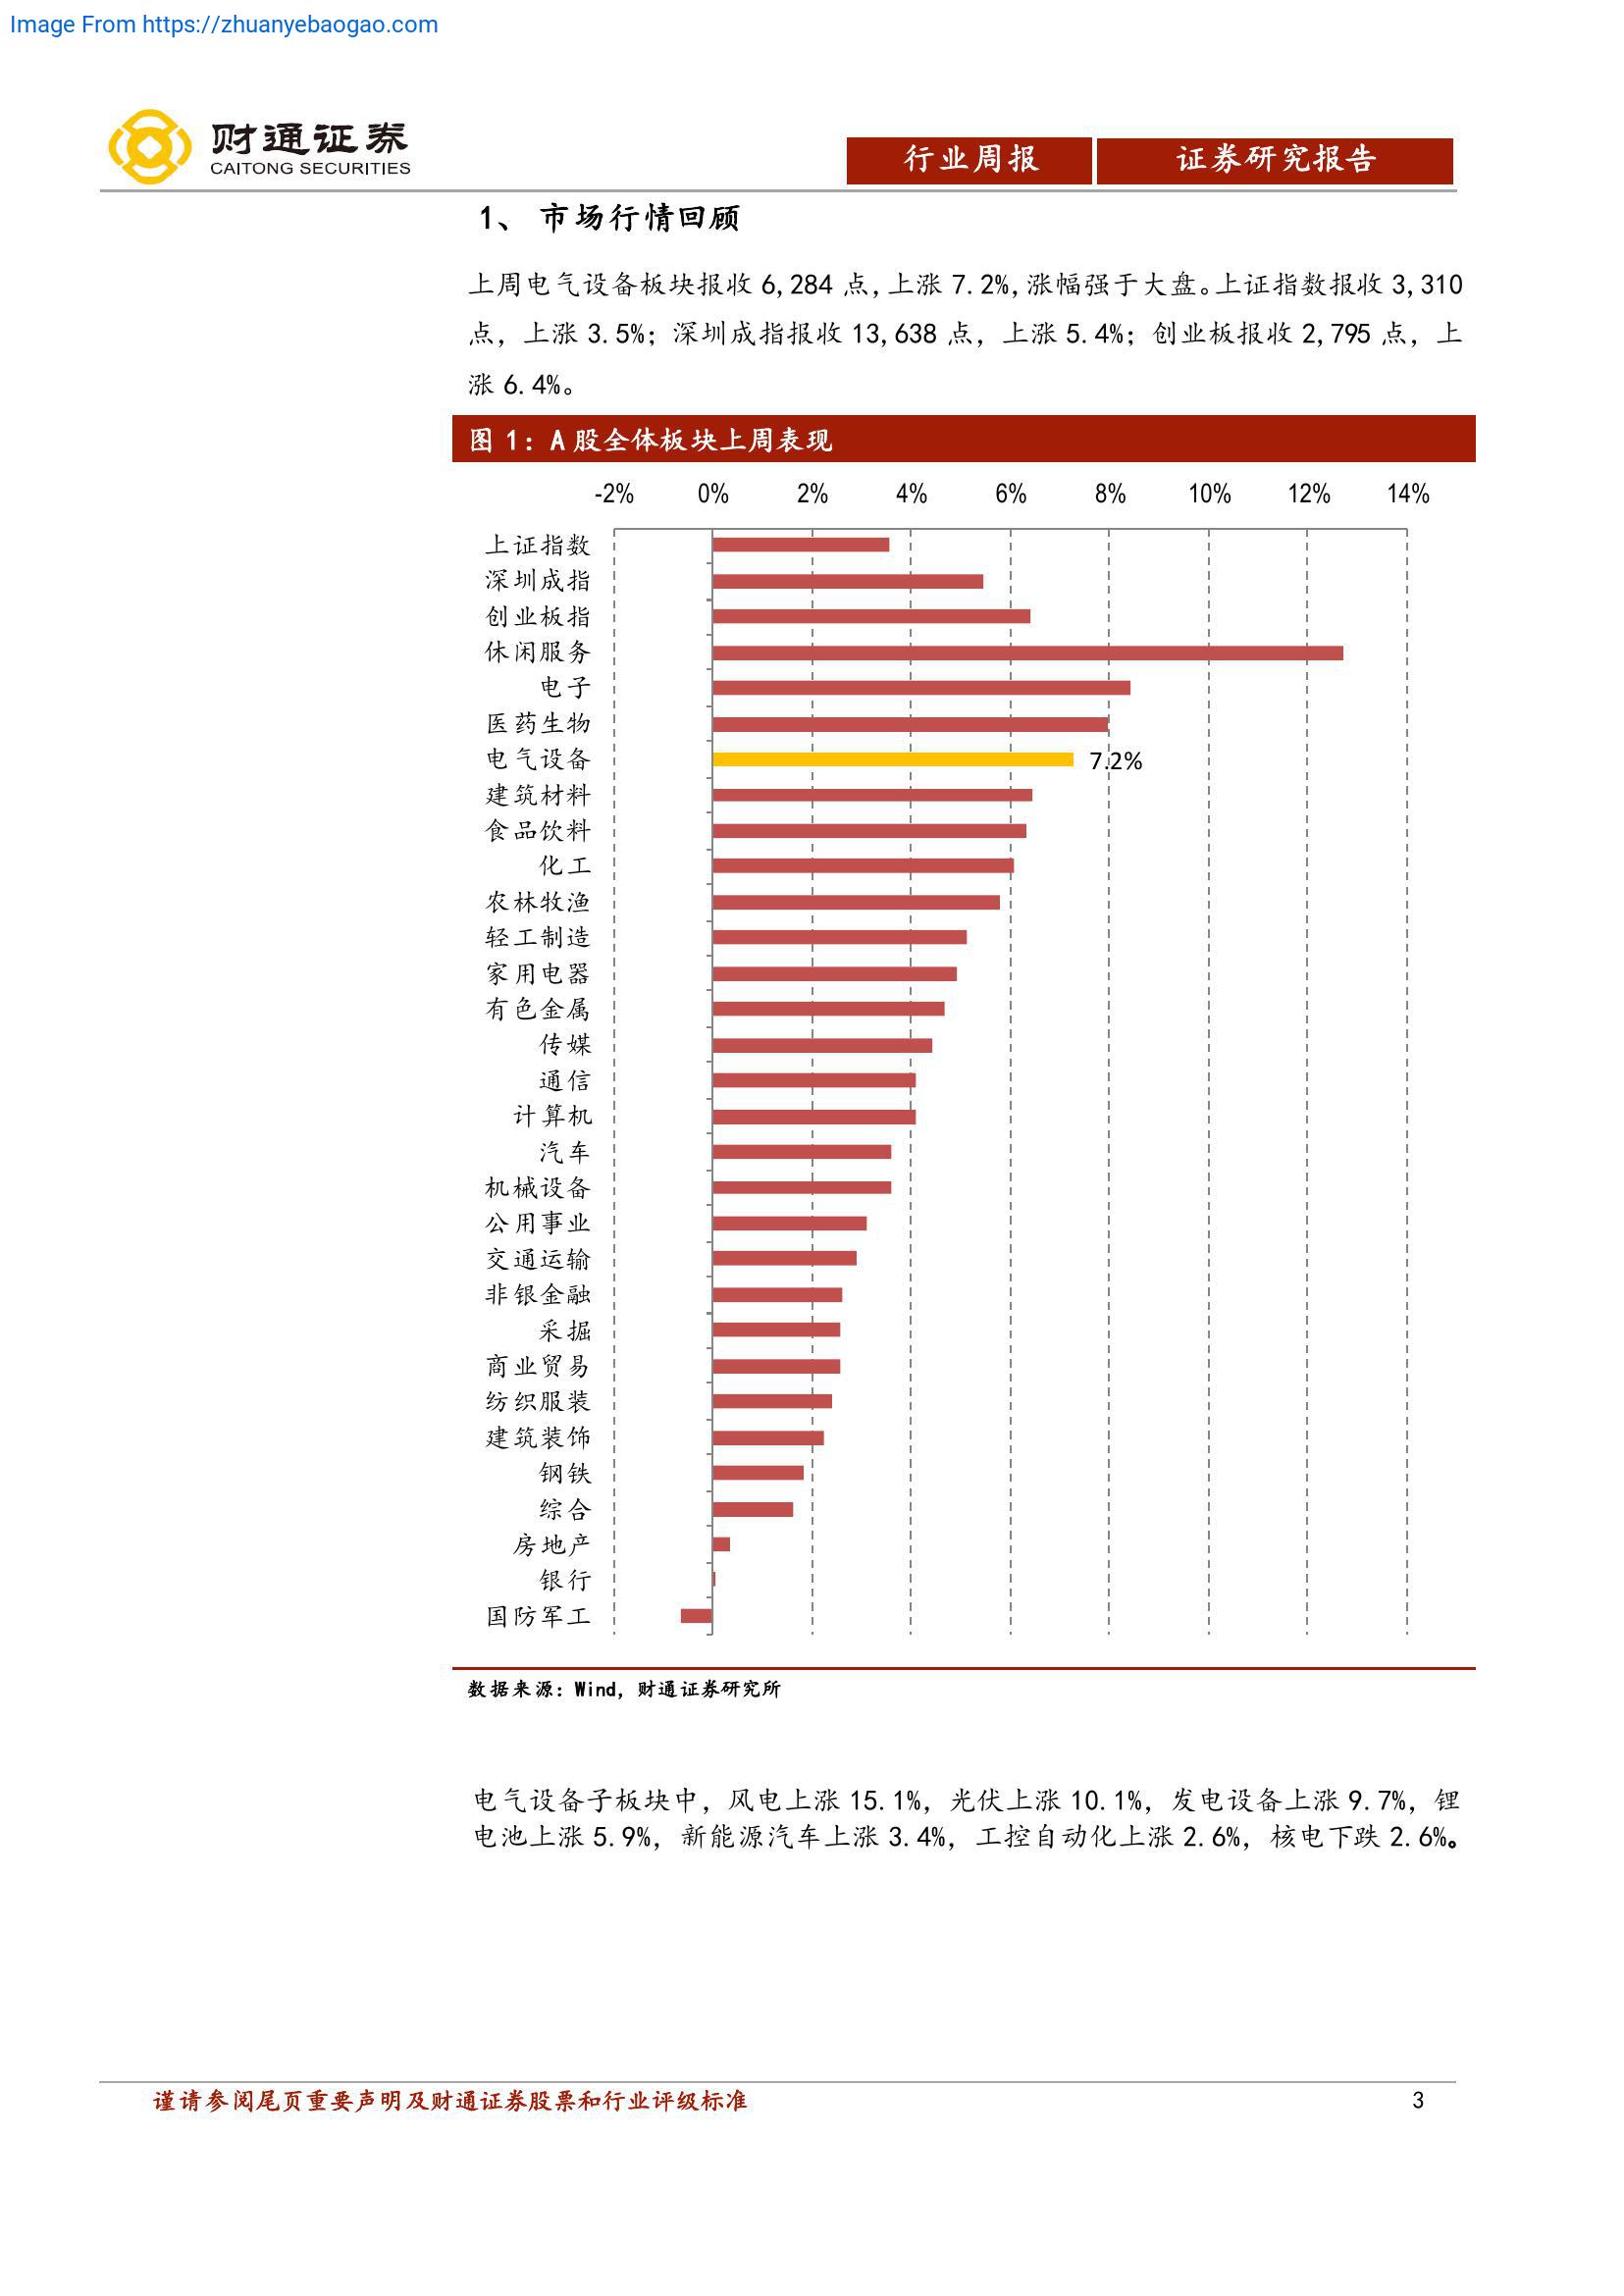 Image From https://zhuanyebaogao.com
财通证券
CAITONG SECURITIES
行业周报
证券研究报告
1、 市场行情回顾
上周电气设备板块报收 6,284 点,上涨 7.2%,涨幅强于大盘。上证指数报收 3,310
点，上涨 3.5%；深圳成指报收 13,638 点，上涨 5.4%；创业板报收 2,795 点，上
涨 6.4%。
图 1：A 股全体板块上周表现
-2% 0% 2% 4% 6% 8% 10% 12% 14%
上证指数
深圳成指
创业板指
休闲服务
电子
医药生物
电气设备 7.2%
建筑材料
食品饮料
化工
农林牧渔
轻工制造
家用电器
有色金属
传媒
通信
计算机
汽车
机械设备
公用事业
交通运输
非银金融
采掘
商业贸易
纺织服装
建筑装饰
钢铁
综合
房地产
银行
国防军工
数据来源：Wind，财通证券研究所
电气设备子板块中，风电上涨 15.1%，光伏上涨 10.1%，发电设备上涨 9.7%，锂
电池上涨 5.9%，新能源汽车上涨 3.4%，工控自动化上涨 2.6%，核电下跌 2.6%。
谨请参阅尾页重要声明及财通证券股票和行业评级标准
3